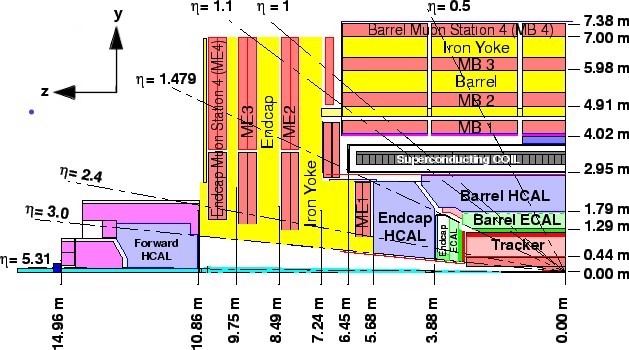 η = 1.1
η = 1
η = 0.5
y
z
η = 1.479
η = 2.4
η = 3.0
η= 5.31
7.38 m
7.00 m
5.98 m
4.91 m
4.02 m
2.95 m
1.79 m
1.29 m
0.44 m
0.00 m
Barrel Muon Station 4 (MB 4)
Iron Yoke
MB 3
Barrel
MB 2
MB 1
Superconducting COIL
Barrel HCAL
Barrel ECAL
Tracker
Endcap Muon Station 4 (ME4)
ME3
Endcap
ME2
Iron Yoke
ME1
Endcap
HCAL
Endcap
ECAL
Forward
HCAL
14.96 m
10.86 m
9.75 m
8.49 m
7.24 m
6.45 m
5.68 m
3.88 m
0.00 m